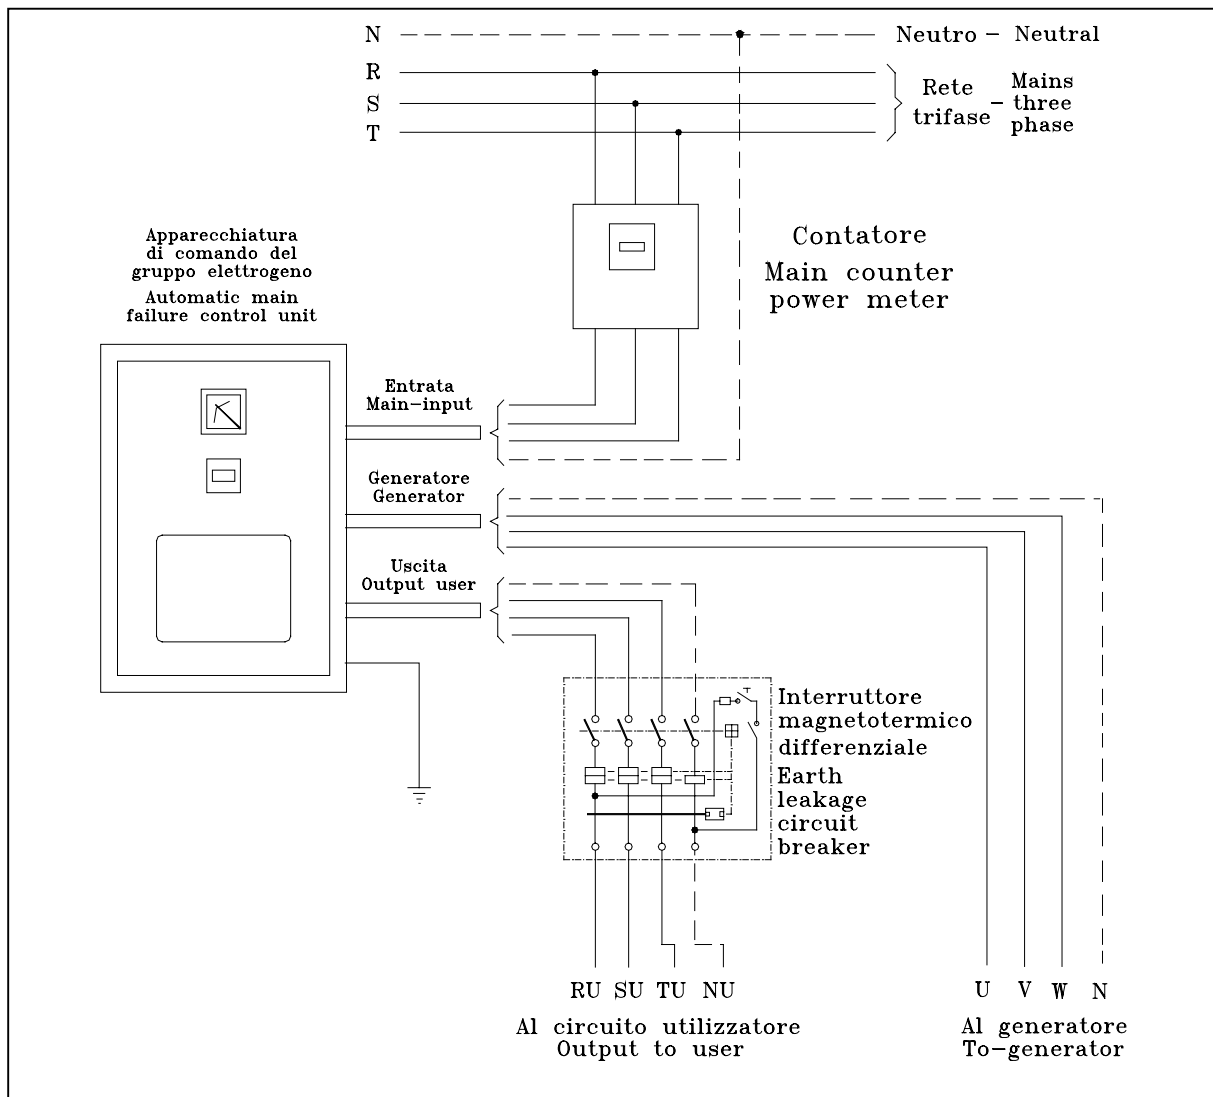 N
Neutro - Neutral
R
S
T
Rete
trifase
-
Mains
three
phase
Apparecchiatura
di comando del
gruppo elettrogeno
Automatic main
failure control unit
Contatore
Main counter
power meter
Entrata
Main-input
Generatore
Generator
Uscita
Output user
Interruttore
magnetotermico
differenziale
Earth
leakage
circuit
breaker
RU SU TU NU
Al circuito utilizzatore
Output to user
U V W N
Al generatore
To-generator